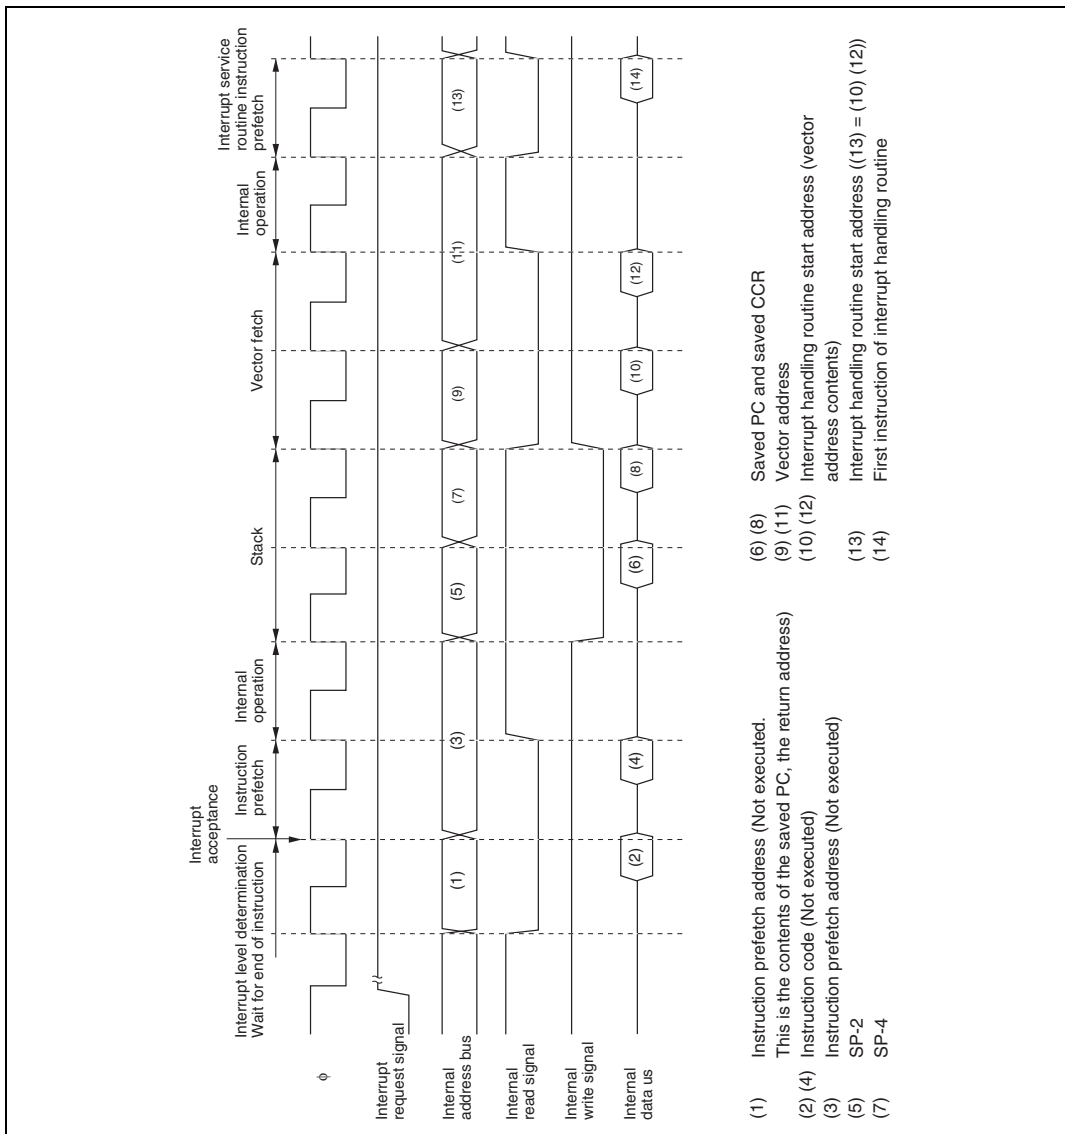 Interrupt
acceptance
Interrupt level determination
Wait for end of instruction
Instruction
prefetch
Internal
operation
Stack
Vector fetch
Internal
operation
Interrupt service
routine instruction
prefetch
φ
Interrupt
request signal
Internal
address bus
(1)
(3)
(5)
(7)
(9)
(11)
(13)
Internal
read signal
Internal
write signal
Internal
data us
(2)
(4)
(6)
(8)
(10)
(12)
(14)
(1) Instruction prefetch address (Not executed.
This is the contents of the saved PC, the return address)
(2) (4) Instruction code (Not executed)
(3) Instruction prefetch address (Not executed)
(5) SP-2
(7) SP-4
(6) (8) Saved PC and saved CCR
(9) (11) Vector address
(10) (12) Interrupt handling routine start address (vector
address contents)
(13) Interrupt handling routine start address ((13) = (10) (12))
(14) First instruction of interrupt handling routine